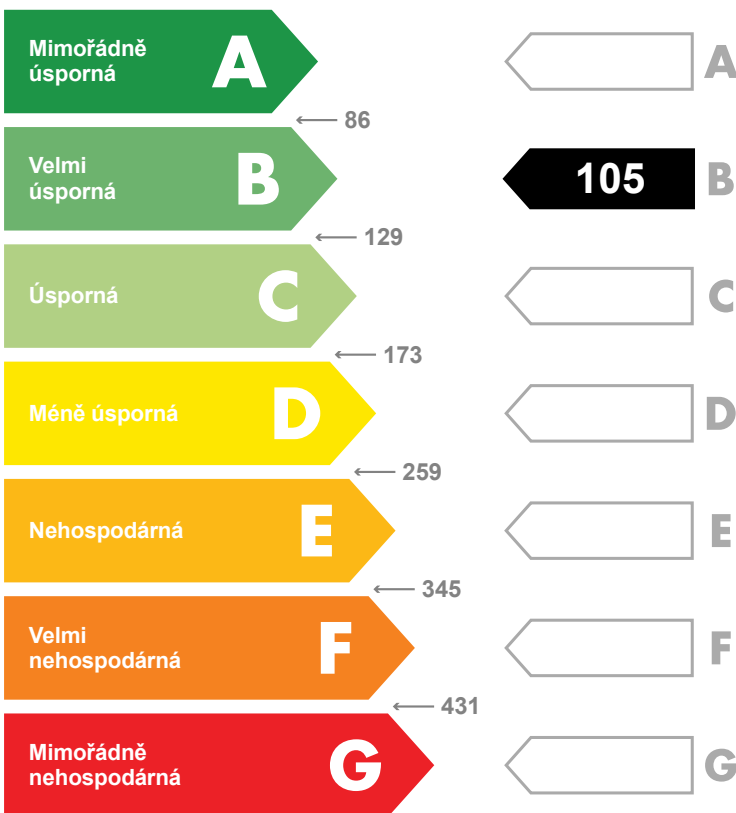 Mimořádně
úsporná
A
A
86
Velmi
úsporná
B
105
B
129
Úsporná
C
C
173
Méně úsporná
D
D
259
Nehospodárná
E
E
345
Velmi
nehospodárná
F
F
431
Mimořádně
nehospodárná
G
G